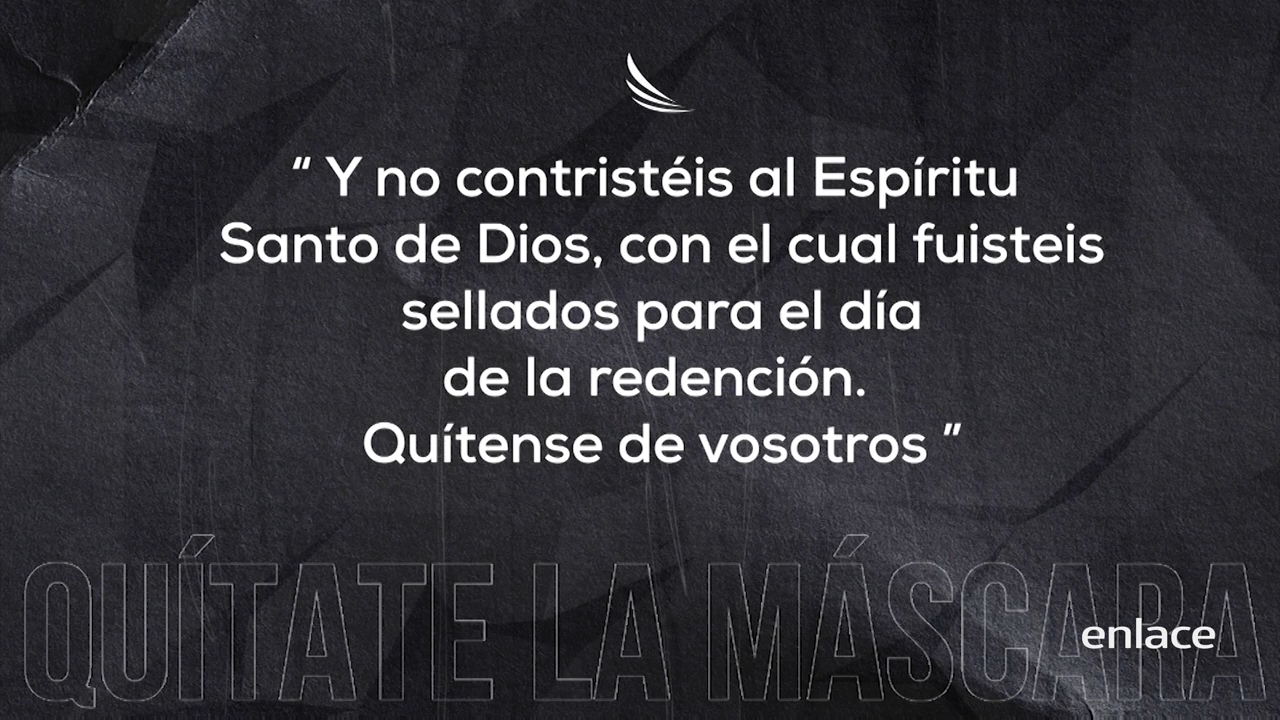 “ Y no contristéis al Espíritu
Santo de Dios, con el cual fuisteis
sellados para el día
de la redención.
Quítense de vosotros ”
QUÍTATE LA MÁSCARA
enlace